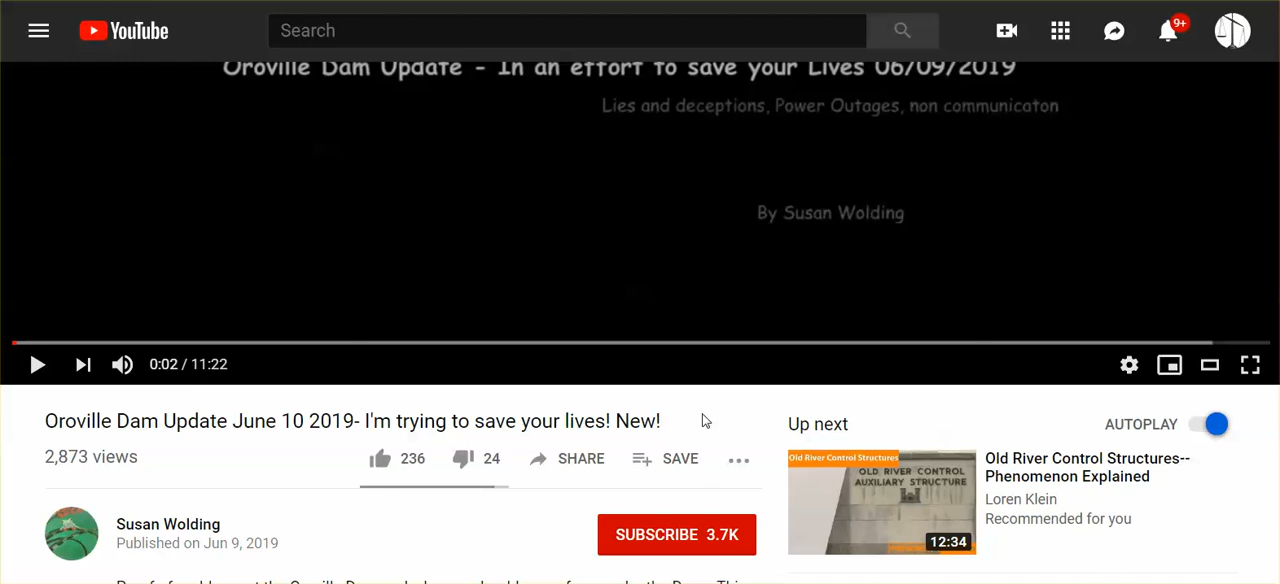 YouTube
Search
9+
Oroville Dam Update - In an effort to save your Lives 06/09/2019
Lies and deceptions, Power Outages, non communicaton
By Susan Wolding
0:02 / 11:22
Oroville Dam Update June 10 2019- I'm trying to save your lives! New!
2,873 views
236
24
SHARE
SAVE
Susan Wolding
Published on Jun 9, 2019
SUBSCRIBE 3.7K
Up next
AUTOPLAY
Old River Control Structures
OLD RIVER CONTROL
AUXILIARY STRUCTURE
12:34
Old River Control Structures--
Phenomenon Explained
Loren Klein
Recommended for you